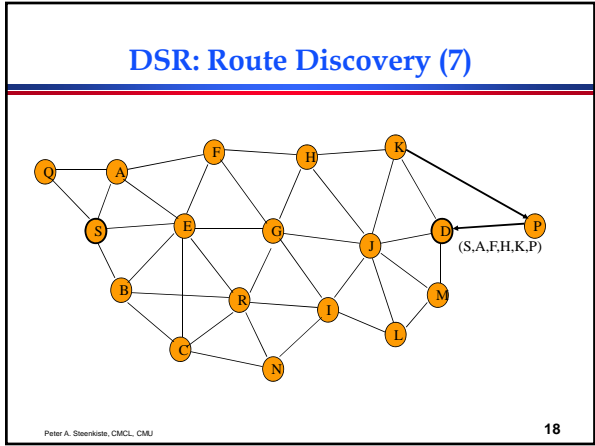 DSR: Route Discovery (7)
K
F
H
Q
A
P
S
E
G
D
J
(S,A,F,H,K,P)
B
M
R
I
L
C
N
Peter A. Steenkiste, CMCL, CMU
18